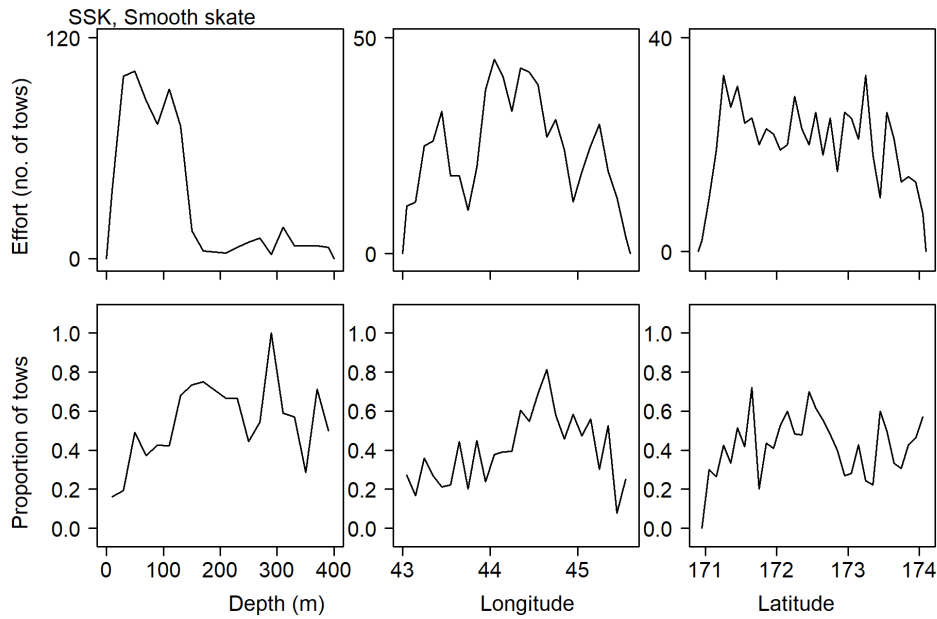 SSK, Smooth skate
Effort (no. of tows)
120
0
50
0
40
0
Proportion of tows
1.0
0.8
0.6
0.4
0.2
0.0
1.0
0.8
0.6
0.4
0.2
0.0
1.0
0.8
0.6
0.4
0.2
0.0
0 100 200 300 400
43 44 45
171 172 173 174
Depth (m)
Longitude
Latitude